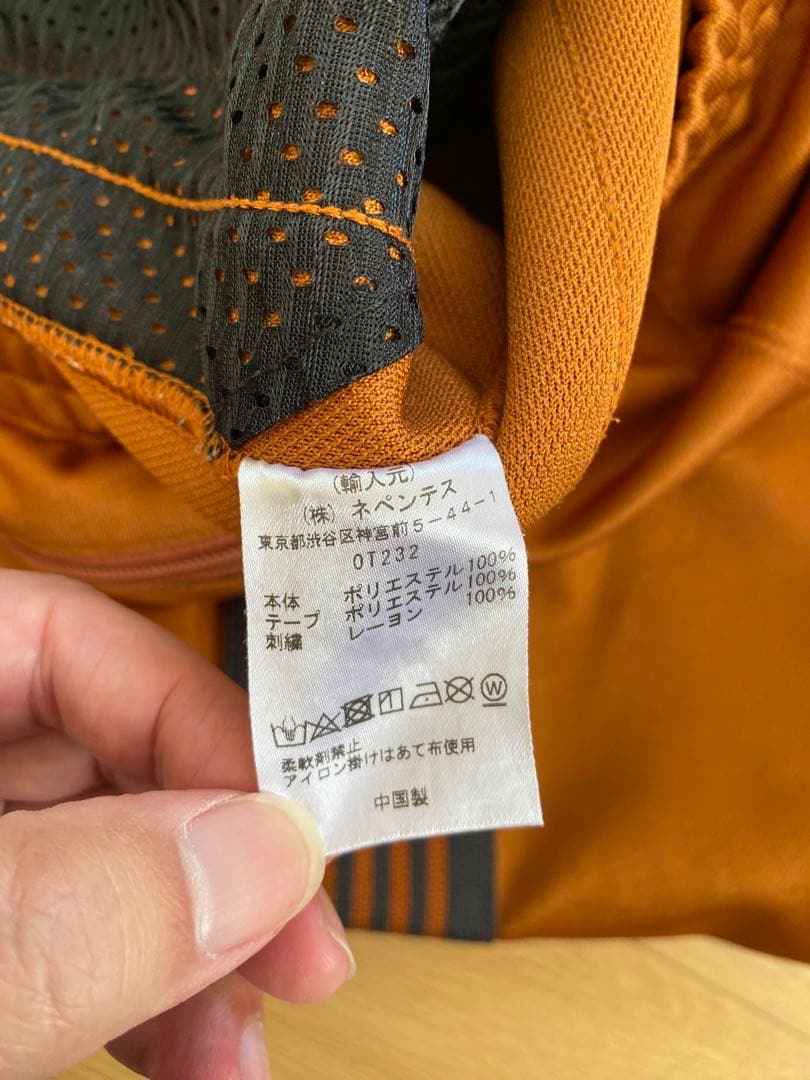 (輸入元)
(株) ネペンテス
東京都渋谷区神宮前5-44-1
OT232
本体 ポリエステル100%
テープ ポリエステル100%
刺繍 レーヨン 100%
W
柔軟剤禁止
アイロン掛けはあて布使用
中国製